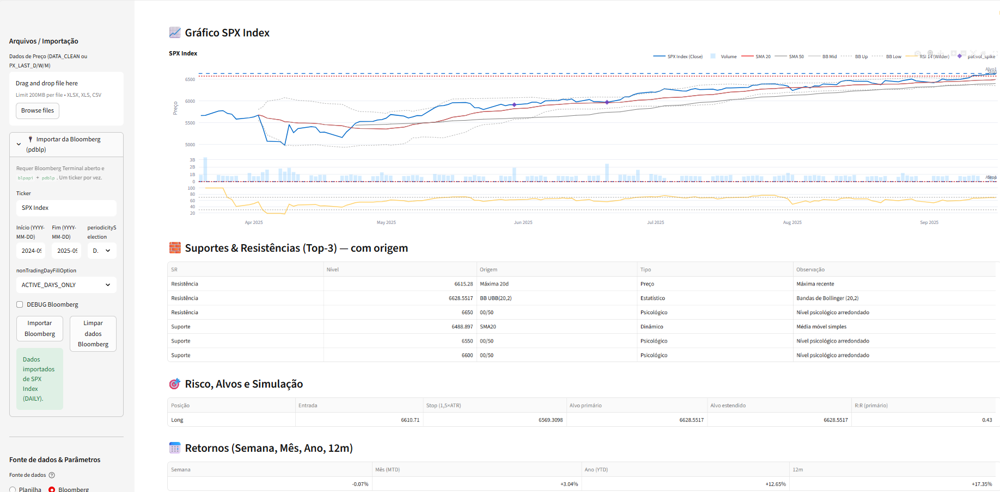 Arquivos / Importação
Dados de Preço (DATA_CLEAN ou
PX_LAST_D/W/M)
Drag and drop file here
Limit 200MB per file • XLSX, XLS, CSV
Browse files
Importar da Bloomberg
(pdblp)
Requer Bloomberg Terminal aberto e
blpapi + pdblp . Um ticker por vez.
Ticker
SPX Index
Início (YYYY-
MM-DD)
Fim (YYYY-
MM-DD)
periodicityS
election
2024-09
2025-09
D.
nonTradingDayFillOption
ACTIVE_DAYS_ONLY
DEBUG Bloomberg
Importar
Bloomberg
Limpar
dados
Bloomberg
Dados
importados
de SPX
Index
(DAILY).
Fonte de dados & Parâmetros
Fonte de dados
Planilha Bloomberg
Gráfico SPX Index
SPX Index
SPX Index (Close) Volume SMA 20 SMA 50 BB Mid BB Up BB Low RSI 14 (Wilder) pat:vol_spike
Alvo1
Stop
6500
6000
5500
5000
Preço
3B
2B
1B
0
Stop
100
80
60
40
20
Apr 2025 May 2025 Jun 2025 Jul 2025 Aug 2025 Sep 2025
Suportes & Resistências (Top-3) — com origem
SR Nível Origem Tipo Observação
Resistência 6615.28 Máxima 20d Preço Máxima recente
Resistência 6628.5517 BB UBB(20,2) Estatístico Bandas de Bollinger (20,2)
Resistência 6650 00/50 Psicológico Nível psicológico arredondado
Suporte 6488.897 SMA20 Dinâmico Média móvel simples
Suporte 6550 00/50 Psicológico Nível psicológico arredondado
Suporte 6600 00/50 Psicológico Nível psicológico arredondado
Risco, Alvos e Simulação
Posição Entrada Stop (1,5×ATR) Alvo primário Alvo estendido R:R (primário)
Long 6610.71 6569.3098 6628.5517 6628.5517 0.43
Retornos (Semana, Mês, Ano, 12m)
Semana Mês (MTD) Ano (YTD) 12m
-0.07% +3.04% +12.65% +17.35%